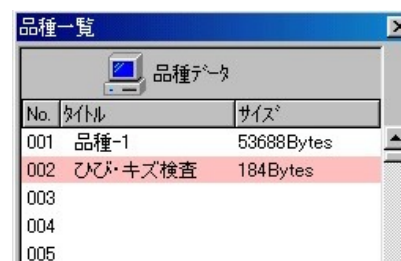 品種一覧
品種ﾃﾞｰﾀ
No. ﾀｲﾄﾙ ｻｲｽﾞ
001 品種-1 53688Bytes
002 ひび・キズ検査 184Bytes
003
004
005